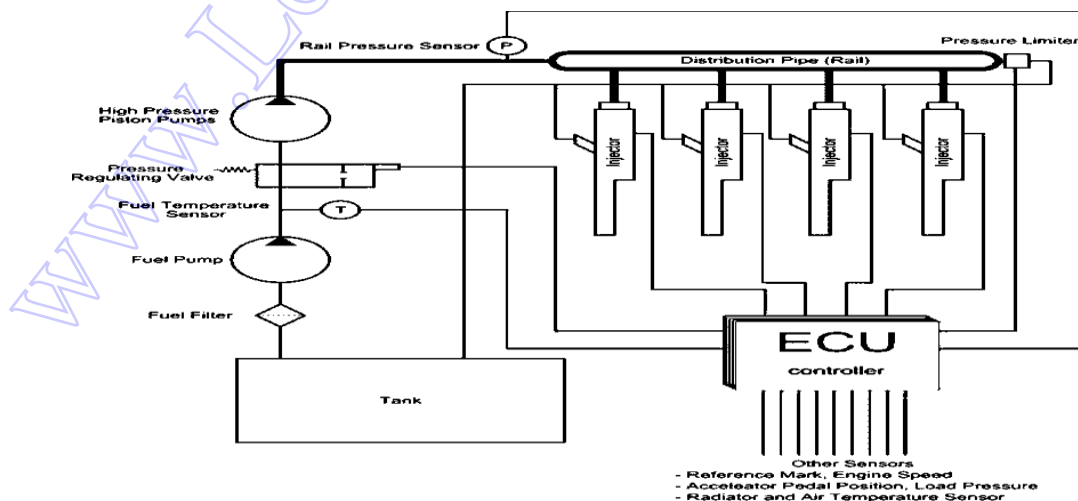 www.L
Rail Pressure Sensor
P
Pressure Limiter
Distribution Pipe (Rail)
High Pressure
Piston Pumps
Injector
Injector
Injector
Injector
Pressure
Regulating Valve
Fuel Temperature
Sensor
T
Fuel Pump
Fuel Filter
ECU
controller
Tank
Other Sensors
- Reference Mark, Engine Speed
- Acceleator Pedal Position, Load Pressure
- Radiator and Air Temperature Sensor